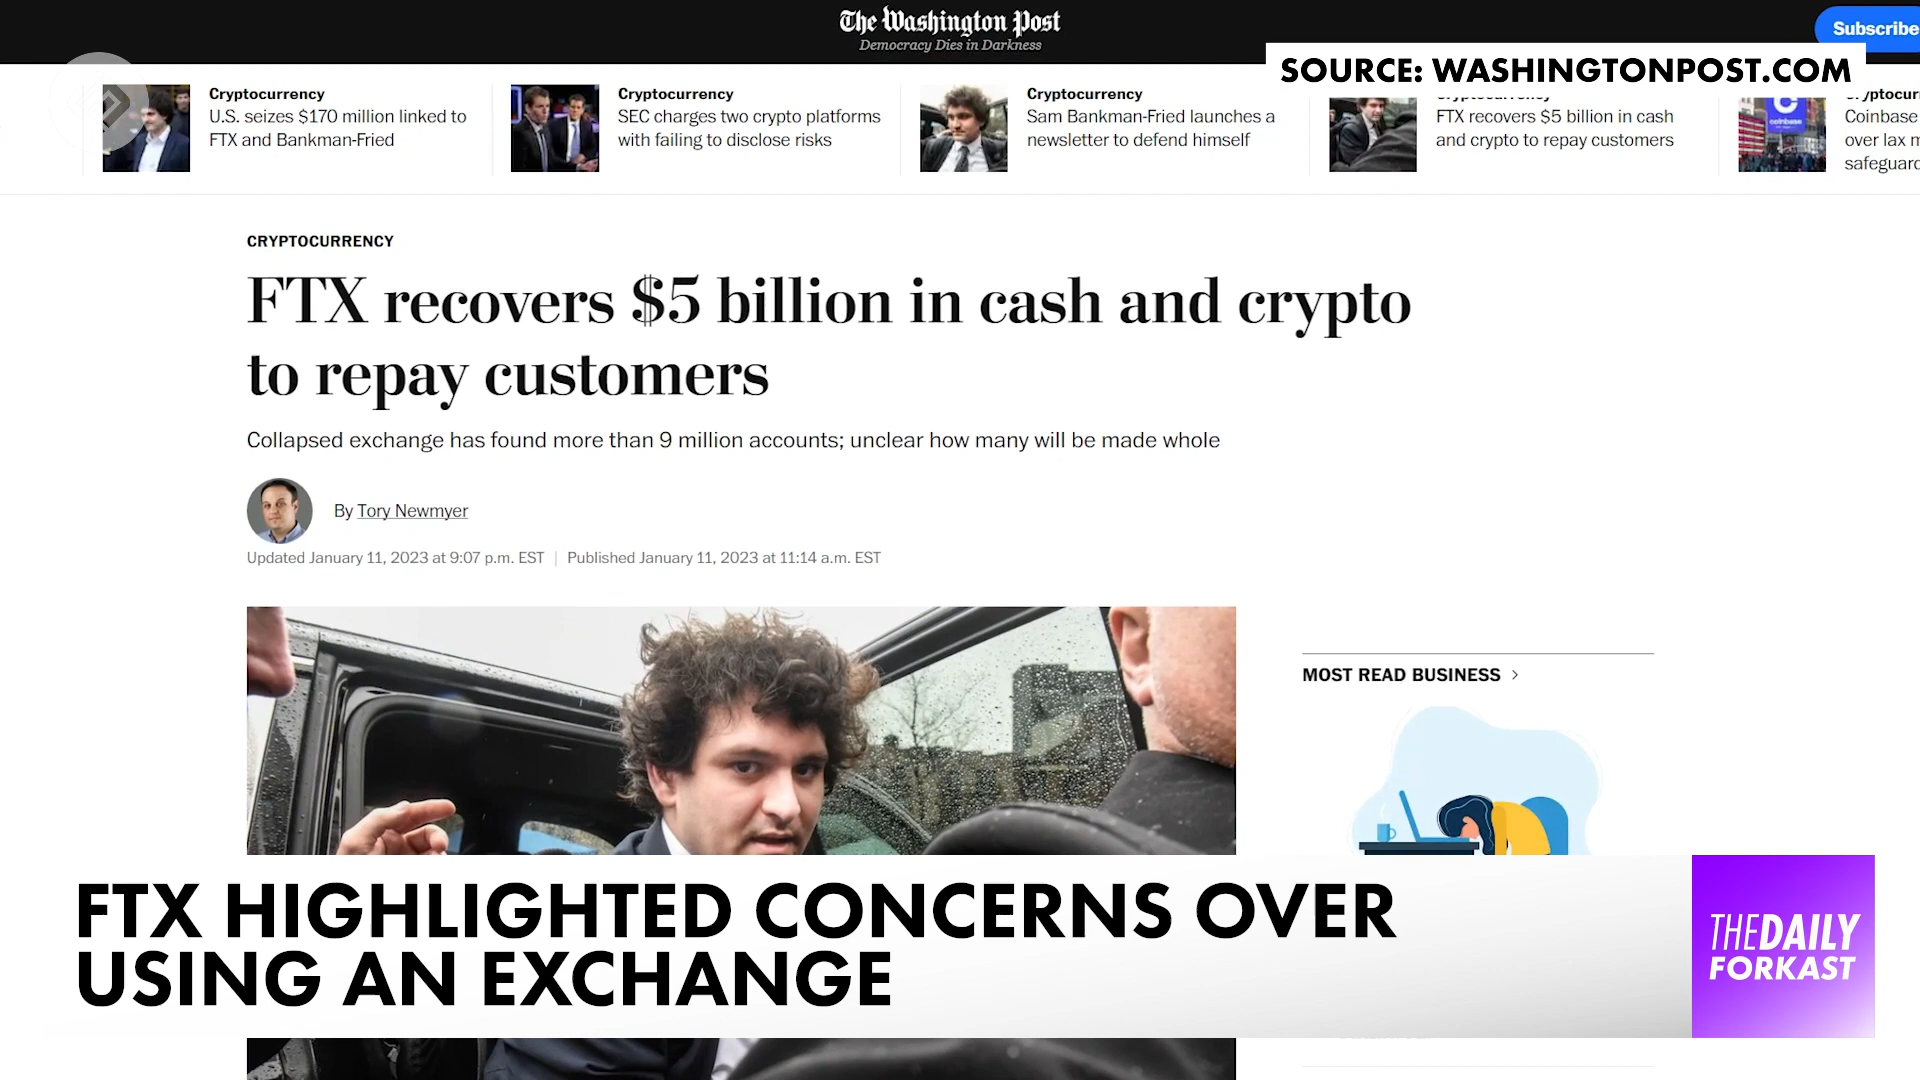 The Washington Post
Democracy Dies in Darkness
Subscribe
SOURCE: WASHINGTONPOST.COM
Cryptocurrency
U.S. seizes $170 million linked to
FTX and Bankman-Fried
Cryptocurrency
SEC charges two crypto platforms
with failing to disclose risks
Cryptocurrency
Sam Bankman-Fried launches a
newsletter to defend himself
Cryptocurrency
FTX recovers $5 billion in cash
and crypto to repay customers
coinbase
Coinbase
over lax
CRYPTOCURRENCY
FTX recovers $5 billion in cash and crypto
to repay customers
Collapsed exchange has found more than 9 million accounts; unclear how many will be made whole
By Tory Newmyer
Updated January 11, 2023 at 9:07 p.m. EST | Published January 11, 2023 at 11:14 a.m. EST
MOST READ BUSINESS >
FTX HIGHLIGHTED CONCERNS OVER
USING AN EXCHANGE
THE DAILY
FORKAST